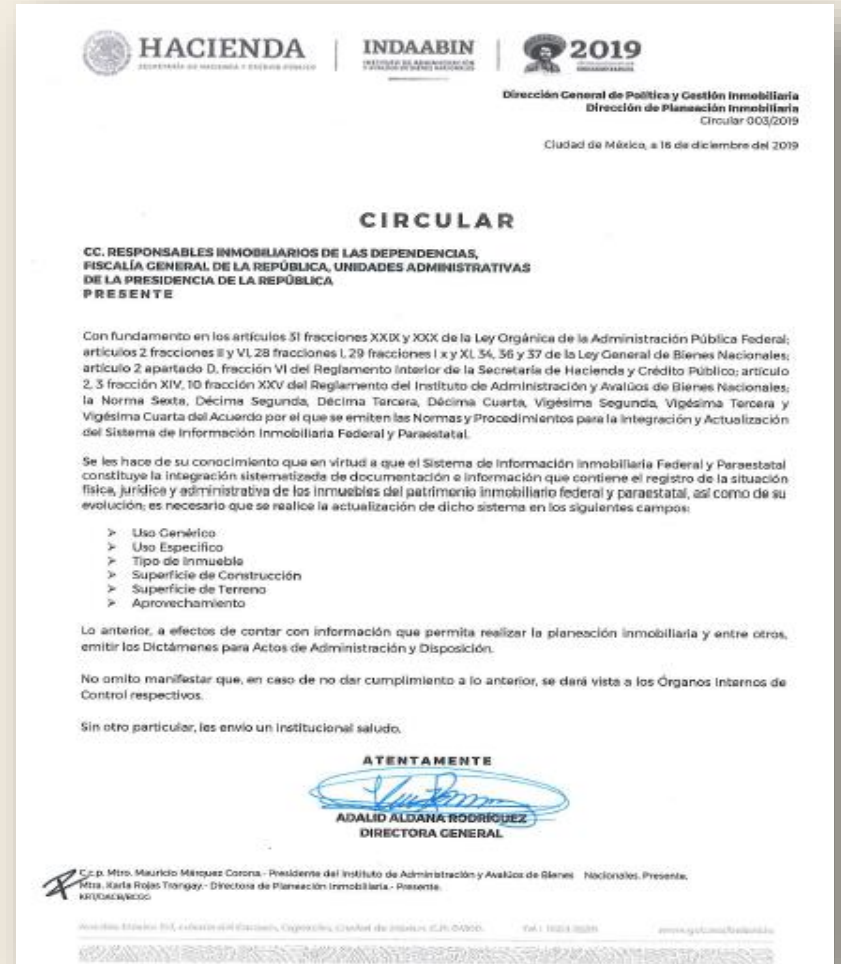 HACIENDA
SECRETARÍA DE HACIENDA Y CRÉDITO PÚBLICO
INDAABIN
INSTITUTO DE ADMINISTRACIÓN
Y AVALÚOS DE BIENES NACIONALES
2019
Dirección General de Política y Gestión Inmobiliaria
Dirección de Planeación Inmobiliaria
Circular 003/2019
Ciudad de México, a 16 de diciembre del 2019
CIRCULAR
CC. RESPONSABLES INMOBILIARIOS DE LAS DEPENDENCIAS,
FISCALÍA GENERAL DE LA REPÚBLICA, UNIDADES ADMINISTRATIVAS
DE LA PRESIDENCIA DE LA REPÚBLICA
PRESENTE
Con fundamento en los artículos 31 fracciones XXIX y XXX de la Ley Orgánica de la Administración Pública Federal;
artículos 2 fracciones II y VI, 28 fracciones I, 29 fracciones I x y XI, 34, 36 y 37 de la Ley General de Bienes Nacionales;
artículo 2 apartado D, fracción VI del Reglamento Interior de la Secretaría de Hacienda y Crédito Público; artículo
2, 3 fracción XIV, 10 fracción XXV del Reglamento del Instituto de Administración y Avalúos de Bienes Nacionales;
la Norma Sexta, Décima Segunda, Décima Tercera, Décima Cuarta, Vigésima Segunda, Vigésima Tercera y
Vigésima Cuarta del Acuerdo por el que se emiten las Normas y Procedimientos para la Integración y Actualización
del Sistema de Información Inmobiliaria Federal y Paraestatal.
Se les hace de su conocimiento que en virtud a que el Sistema de Información Inmobiliaria Federal y Paraestatal
constituye la integración sistematizada de documentación e información que contiene el registro de la situación
física, jurídica y administrativa de los inmuebles del patrimonio inmobiliario federal y paraestatal, así como de su
evolución; es necesario que se realice la actualización de dicho sistema en los siguientes campos:
➢ Uso Genérico
➢ Uso Especifico
➢ Tipo de Inmueble
➢ Superficie de Construcción
➢ Superficie de Terreno
➢ Aprovechamiento
Lo anterior, a efectos de contar con información que permita realizar la planeación inmobiliaria y entre otros,
emitir los Dictámenes para Actos de Administración y Disposición.
No omito manifestar que, en caso de no dar cumplimiento a lo anterior, se dará vista a los Órganos Internos de
Control respectivos.
Sin otro particular, les envío un institucional saludo.
ATENTAMENTE
ADALID ALDANA RODRÍGUEZ
DIRECTORA GENERAL
C.c.p. Mtro. Mauricio Márquez Corona.- Presidente del Instituto de Administración y Avalúos de Bienes Nacionales. Presente.
Mtra. Karla Rojas Trangay.- Directora de Planeación Inmobiliaria.- Presente.